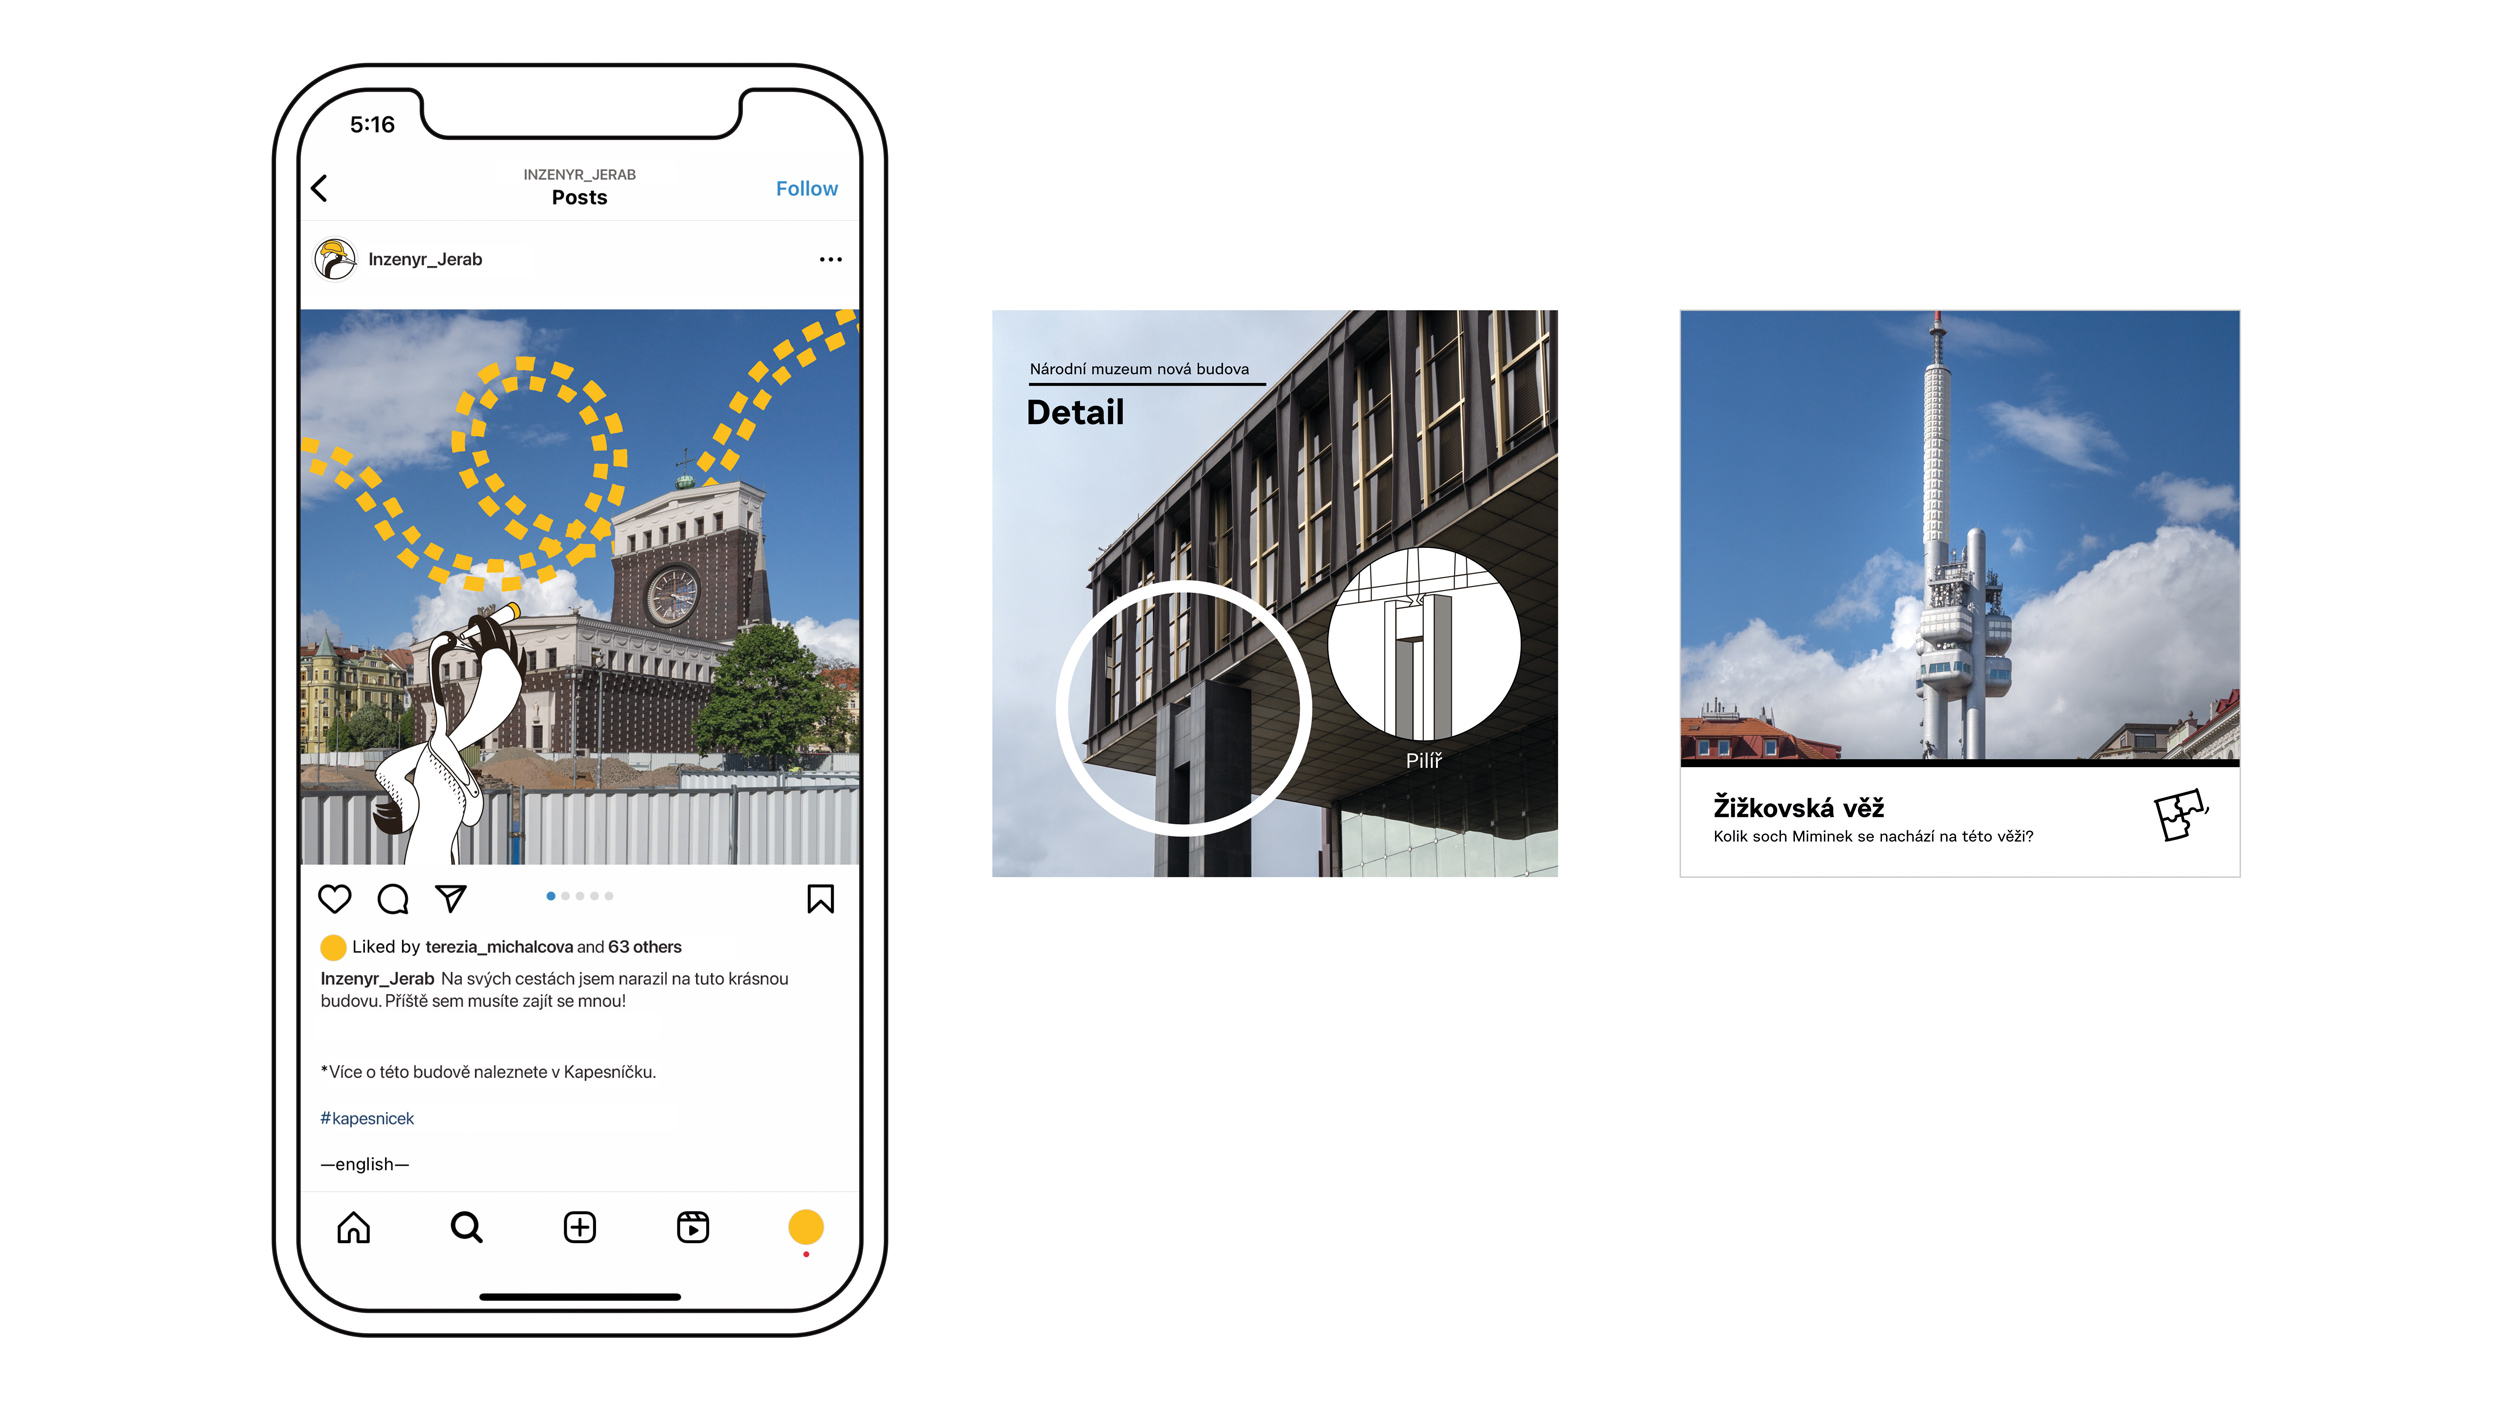 5:16
INZENYR_JERAB
Posts
Follow
Inzenyr_Jerab
Liked by terezia_michalcova and 63 others
Inzenyr_Jerab Na svých cestách jsem narazil na tuto krásnou
budovu. Příště sem musíte zajít se mnou!
*Více o této budově naleznete v Kapesníčku.
#kapesnicek
—english—
Národní muzeum nová budova
Detail
Pilíř
Žižkovská věž
Kolik soch Miminek se nachází na této věži?